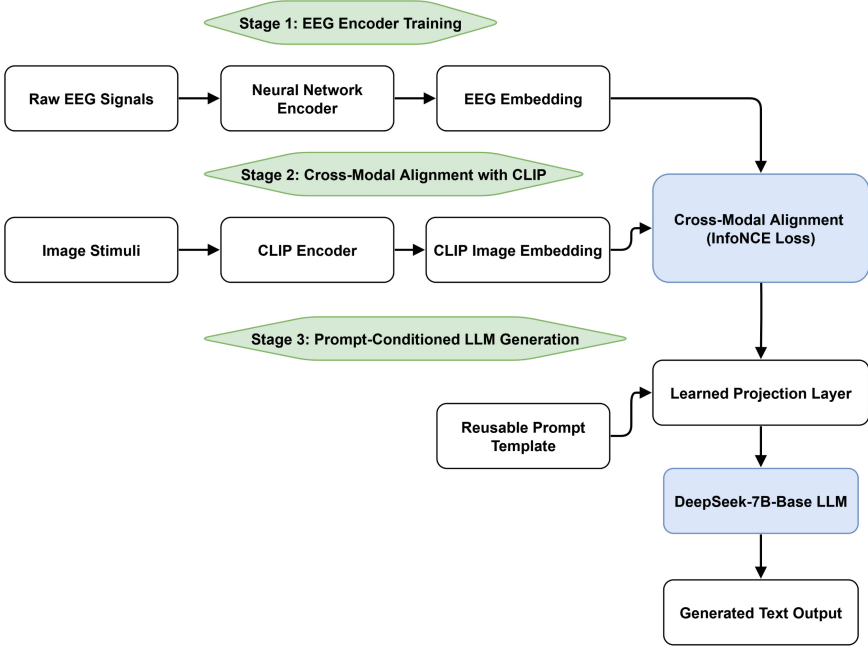 Stage 1: EEG Encoder Training
Raw EEG Signals
Neural Network
Encoder
EEG Embedding
Stage 2: Cross-Modal Alignment with CLIP
Cross-Modal Alignment
(InfoNCE Loss)
Image Stimuli
CLIP Encoder
CLIP Image Embedding
Stage 3: Prompt-Conditioned LLM Generation
Learned Projection Layer
Reusable Prompt
Template
DeepSeek-7B-Base LLM
Generated Text Output